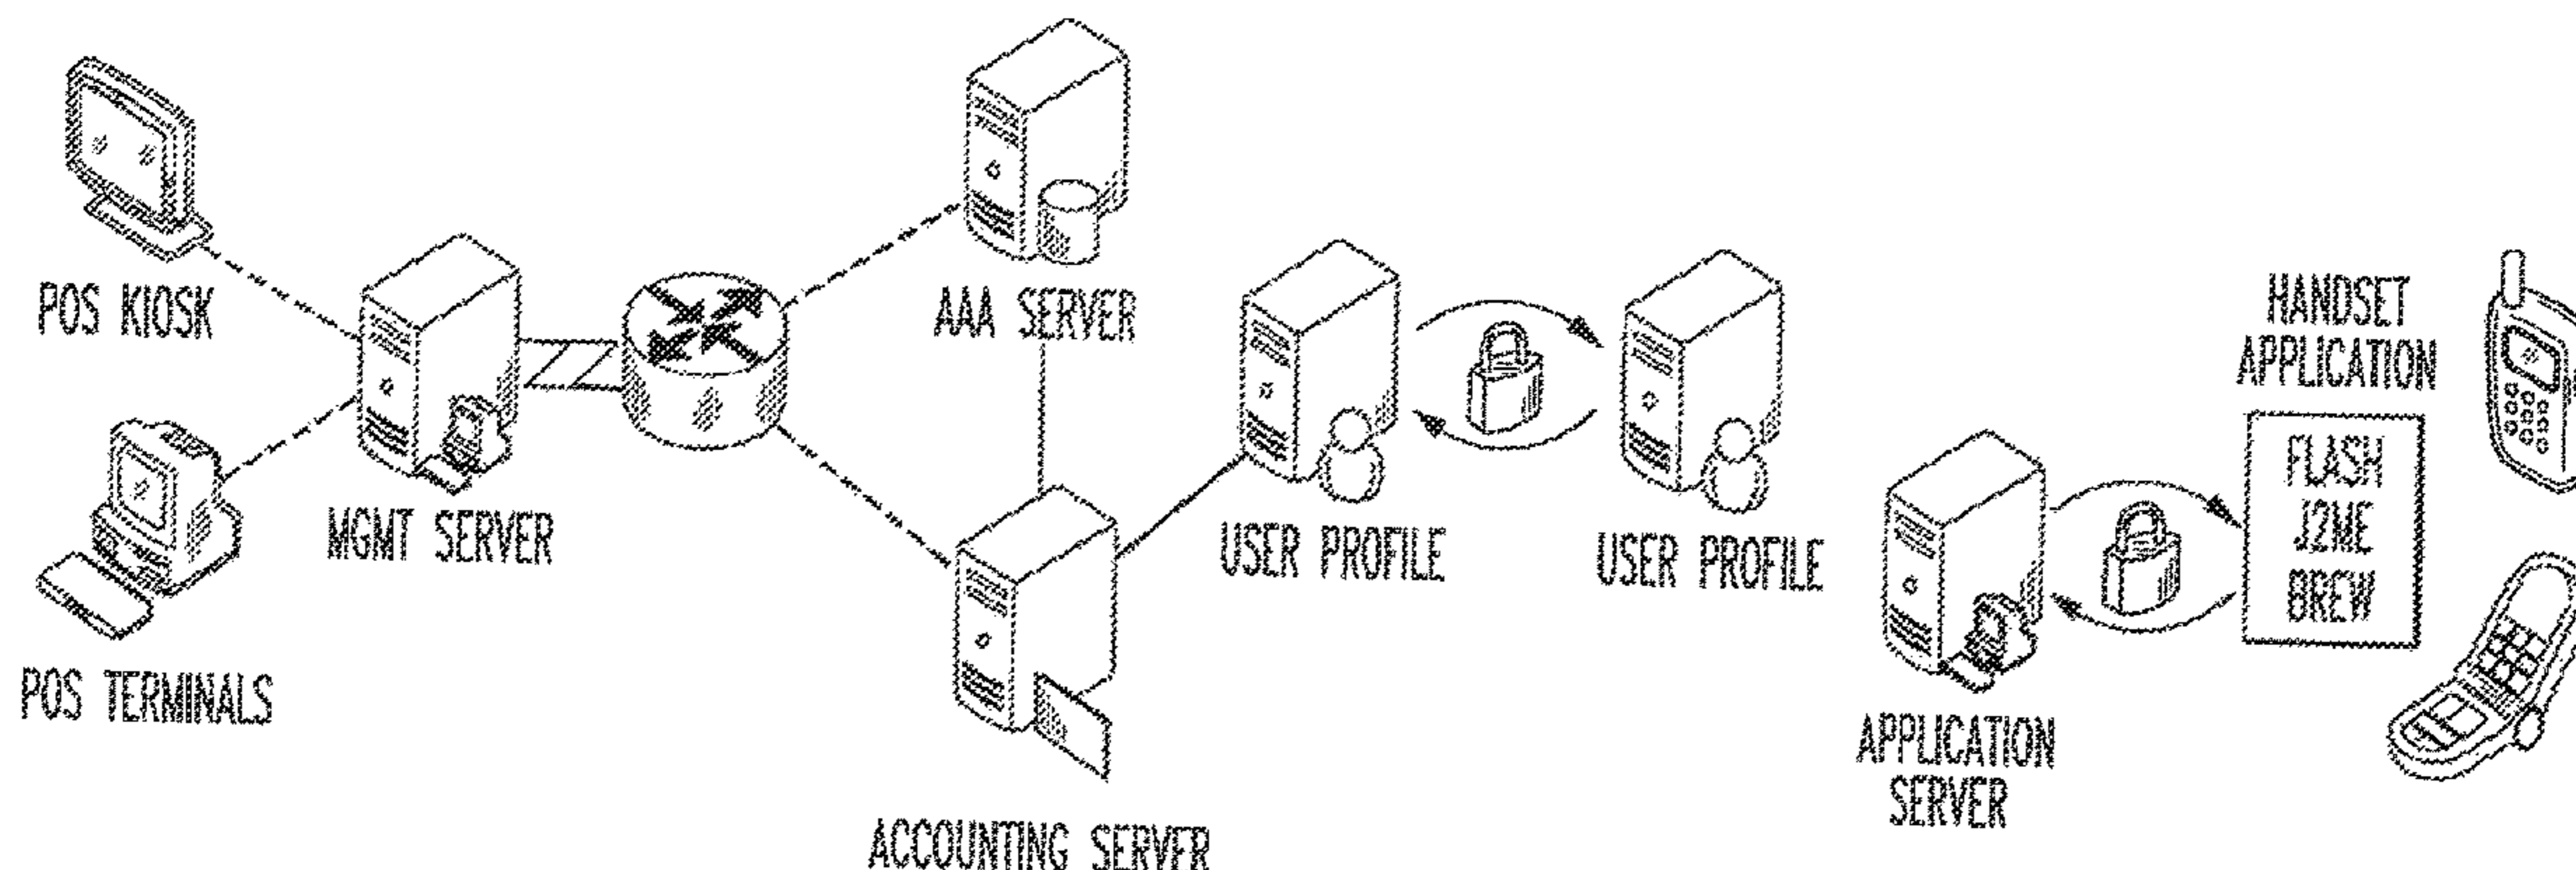 POS KIOSK
POS TERMINALS
MGMT SERVER
AAA SERVER
ACCOUNTING SERVER
USER PROFILE
USER PROFILE
APPLICATION
SERVER
HANDSET
APPLICATION
FLASH
J2ME
BREW